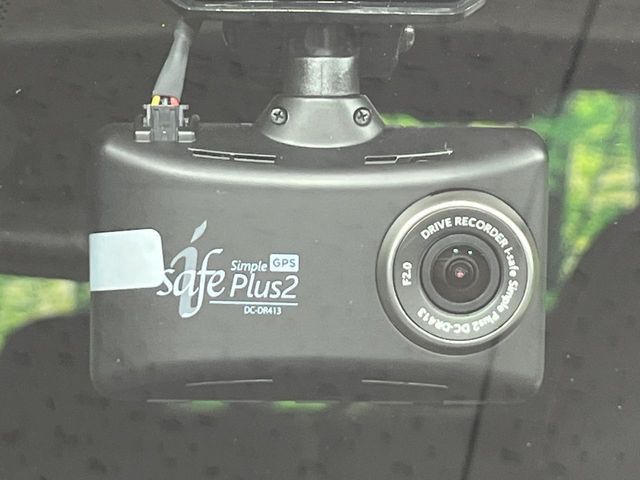 i safe Simple GPS
Plus2
DC-DR413
DRIVE RECORDER i-safe Simple Plus2 DC-DR413
F2.0